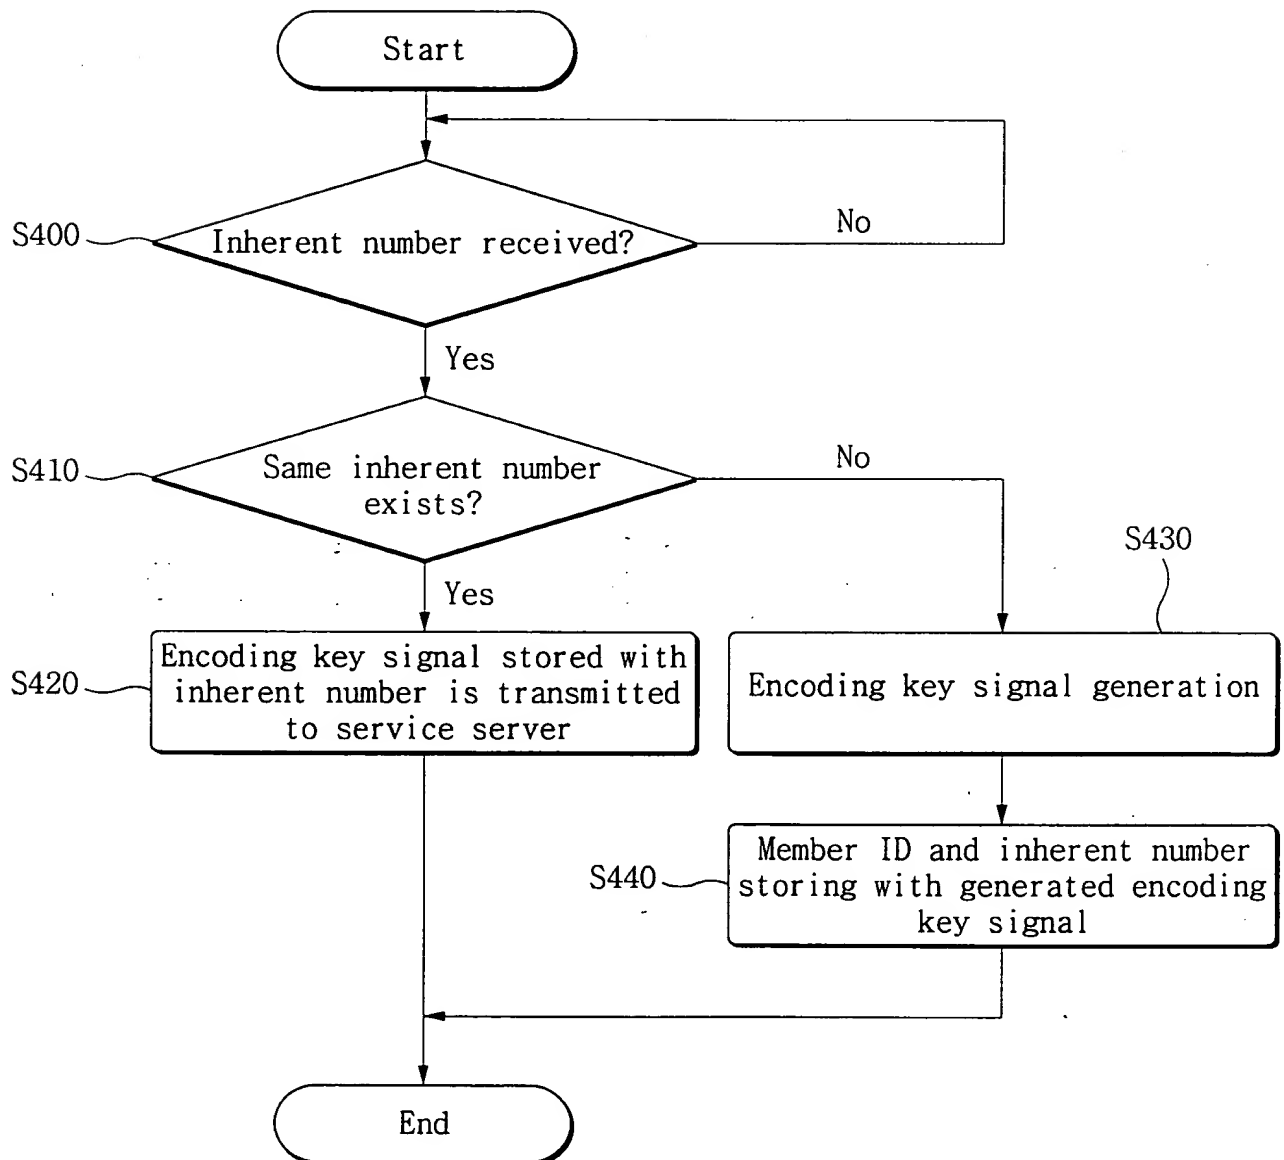 Start
S400
Inherent number received?
No
Yes
S410
Same inherent number
exists?
No
Yes
S430
S420
Encoding key signal stored with
inherent number is transmitted
to service server
Encoding key signal generation
S440
Member ID and inherent number
storing with generated encoding
key signal
End